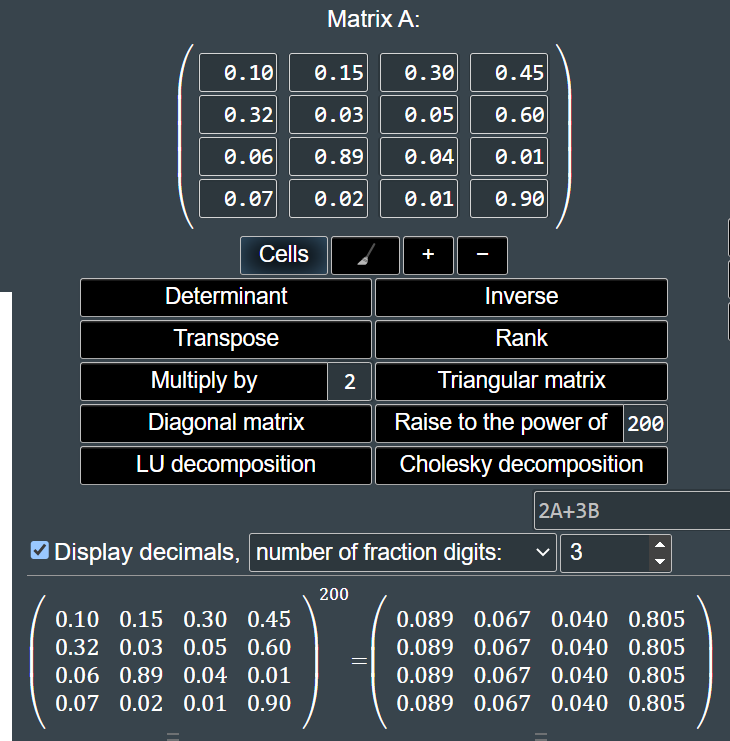 Matrix A:
0.10 0.15 0.30 0.45
0.32 0.03 0.05 0.60
0.06 0.89 0.04 0.01
0.07 0.02 0.01 0.90
Cells + −
Determinant Inverse
Transpose Rank
Multiply by 2 Triangular matrix
Diagonal matrix Raise to the power of 200
LU decomposition Cholesky decomposition
2A+3B
Display decimals, number of fraction digits: 3
200
0.10 0.15 0.30 0.45 0.089 0.067 0.040 0.805
0.32 0.03 0.05 0.60 = 0.089 0.067 0.040 0.805
0.06 0.89 0.04 0.01 0.089 0.067 0.040 0.805
0.07 0.02 0.01 0.90 0.089 0.067 0.040 0.805